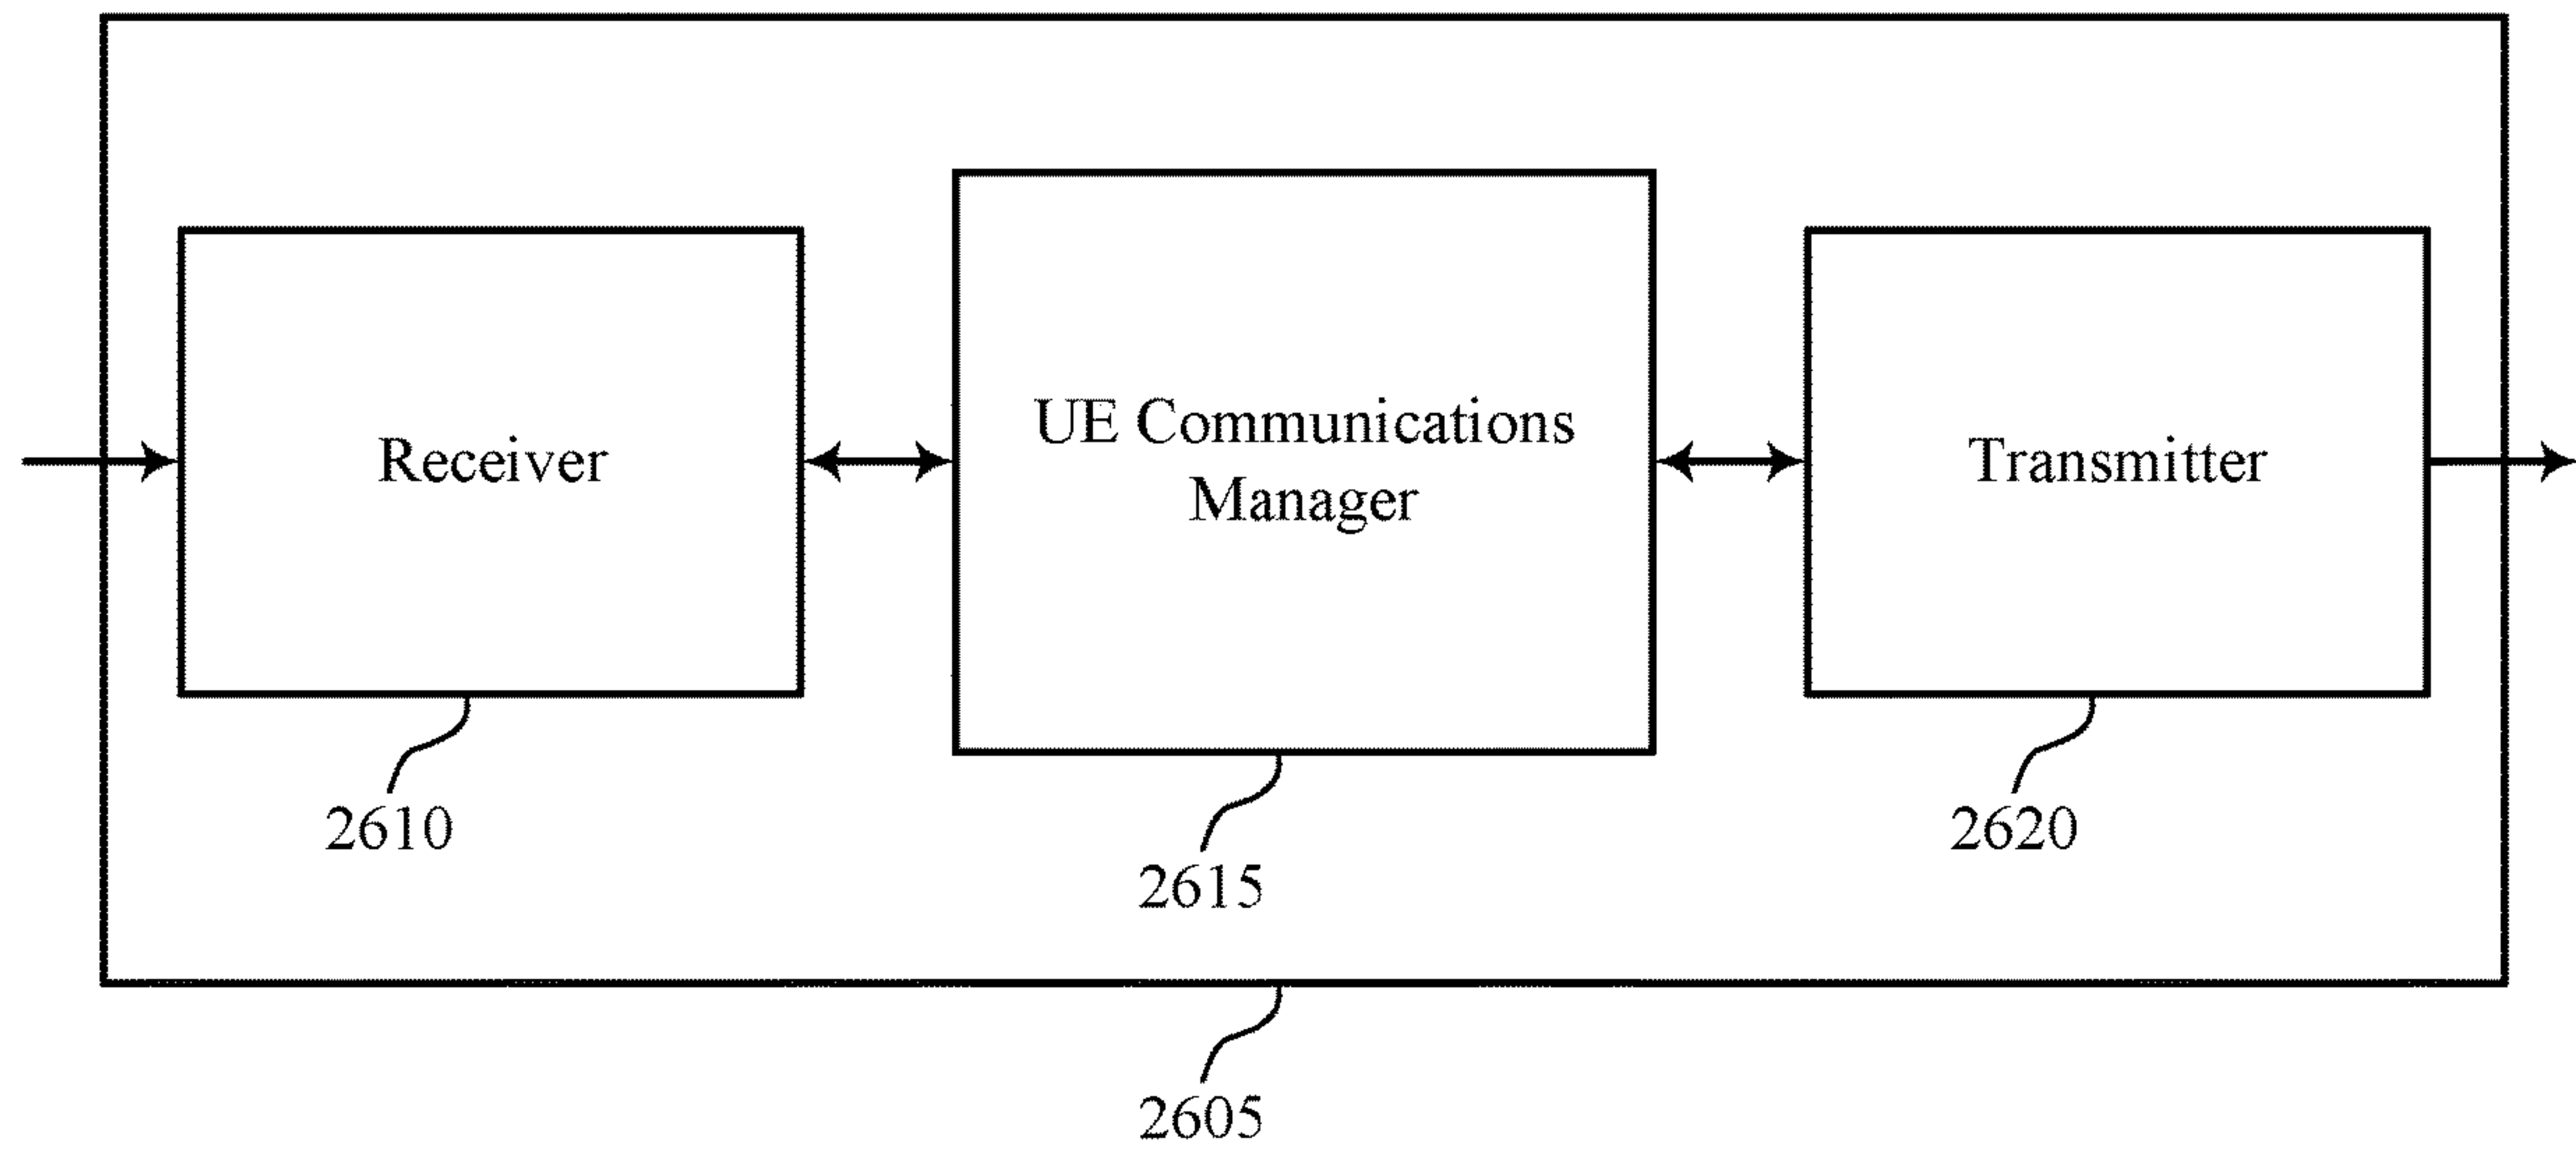 Receiver
UE Communications
Manager
Transmitter
2610
2615
2620
2605